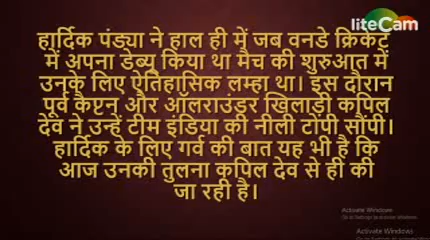 liteCam
हार्दिक पंड्या ने हाल ही में जब वनडे क्रिकेट
में अपना डेब्यु किया था मैच की शुरुआत में
उनके लिए ऐतिहासिक लम्हा था। इस दौरान
पूर्व कैप्टन और ऑलराउंडर खिलाड़ी कपिल
देव ने उन्हें टीम इंडिया की नीली टोपी सौंपी।
हार्दिक के लिए गर्व की बात यह भी है कि
आज उनकी तुलना कपिल देव से ही की
जा रही है।
Activate Windows
Activate Windows